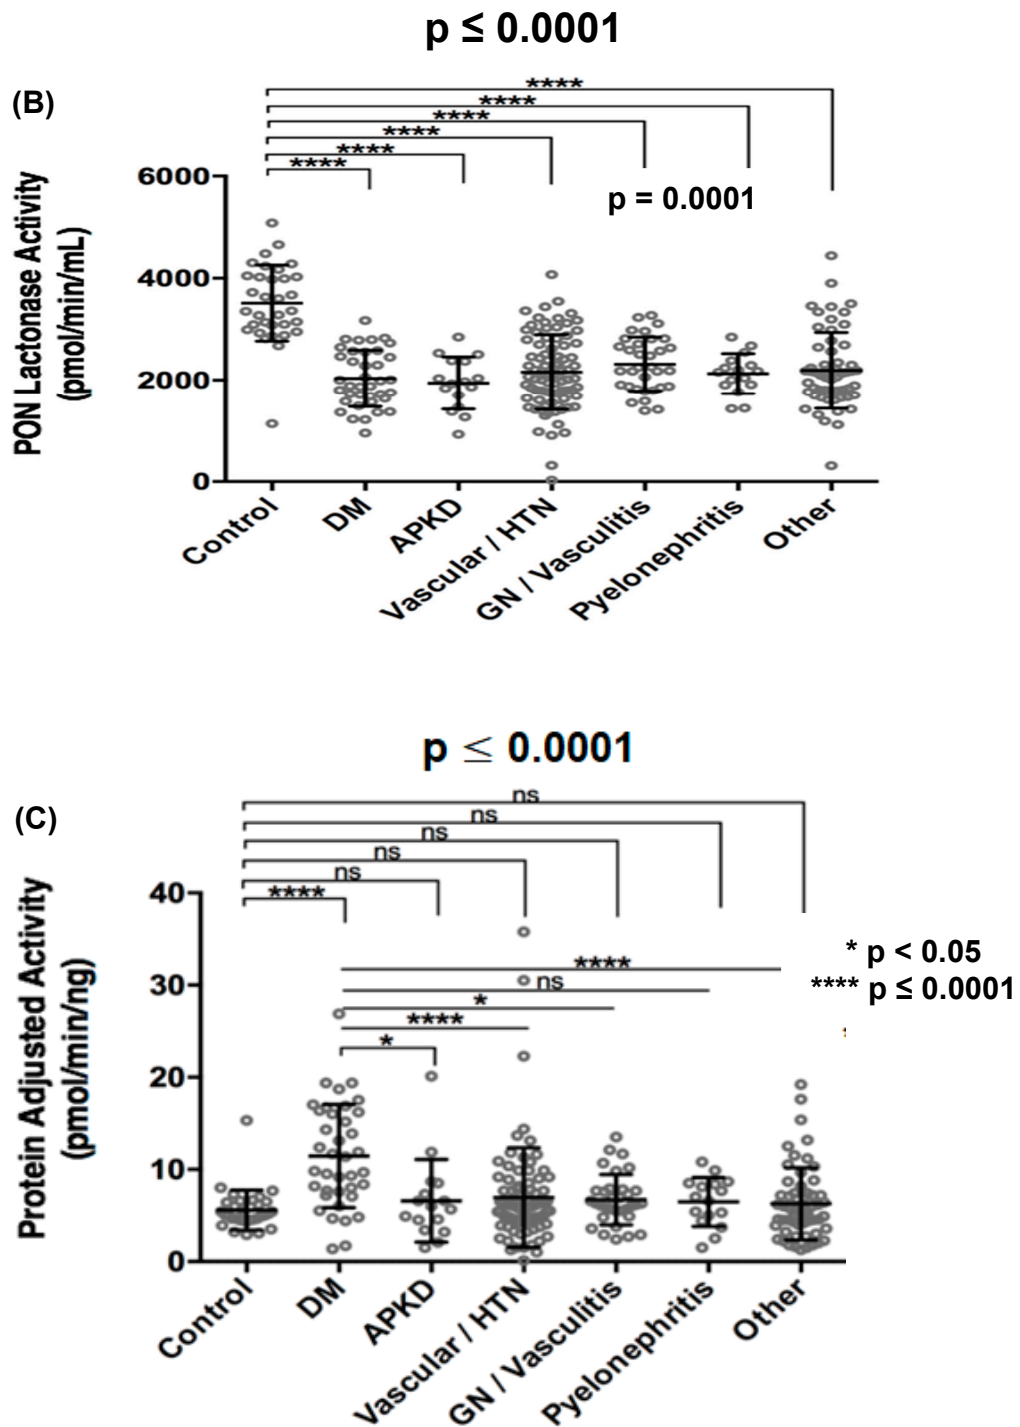 p ≤ 0.0001
(B)
****
****
****
****
****
****
p = 0.0001
PON Lactonase Activity
(pmol/min/mL)
6000
4000
2000
0
Control
DM
APKD
Vascular / HTN
GN / Vasculitis
Pyelonephritis
Other
p ≤ 0.0001
(C)
ns
ns
ns
ns
ns
****
****
ns
*
****
*
* p < 0.05
**** p ≤ 0.0001
Protein Adjusted Activity
(pmol/min/ng)
40
30
20
10
0
Control
DM
APKD
Vascular / HTN
GN / Vasculitis
Pyelonephritis
Other